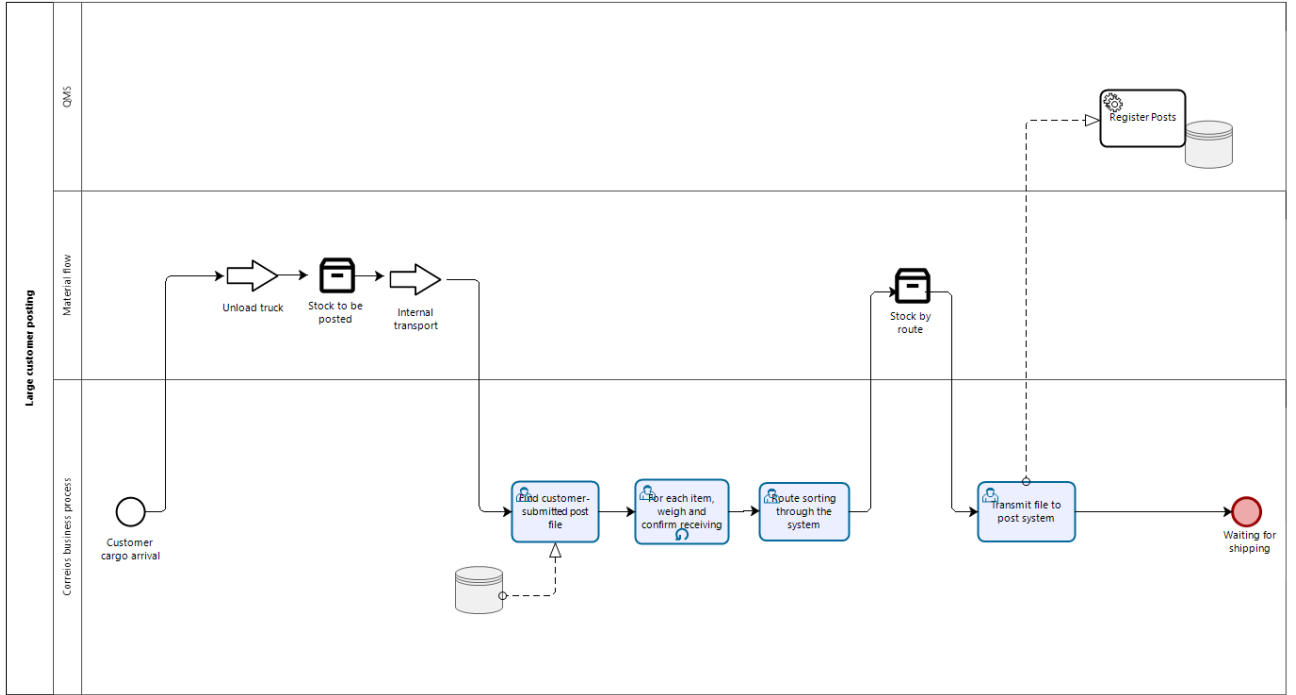 Large customer posting
QMS
Register Posts
Material flow
Unload truck
Stock to be
posted
Internal
transport
Stock by
route
Correios business process
Customer
cargo arrival
Find customer-
submitted post
file
For each item,
weigh and
confirm receiving
Route sorting
through the
system
Transmit file to
post system
Waiting for
shipping